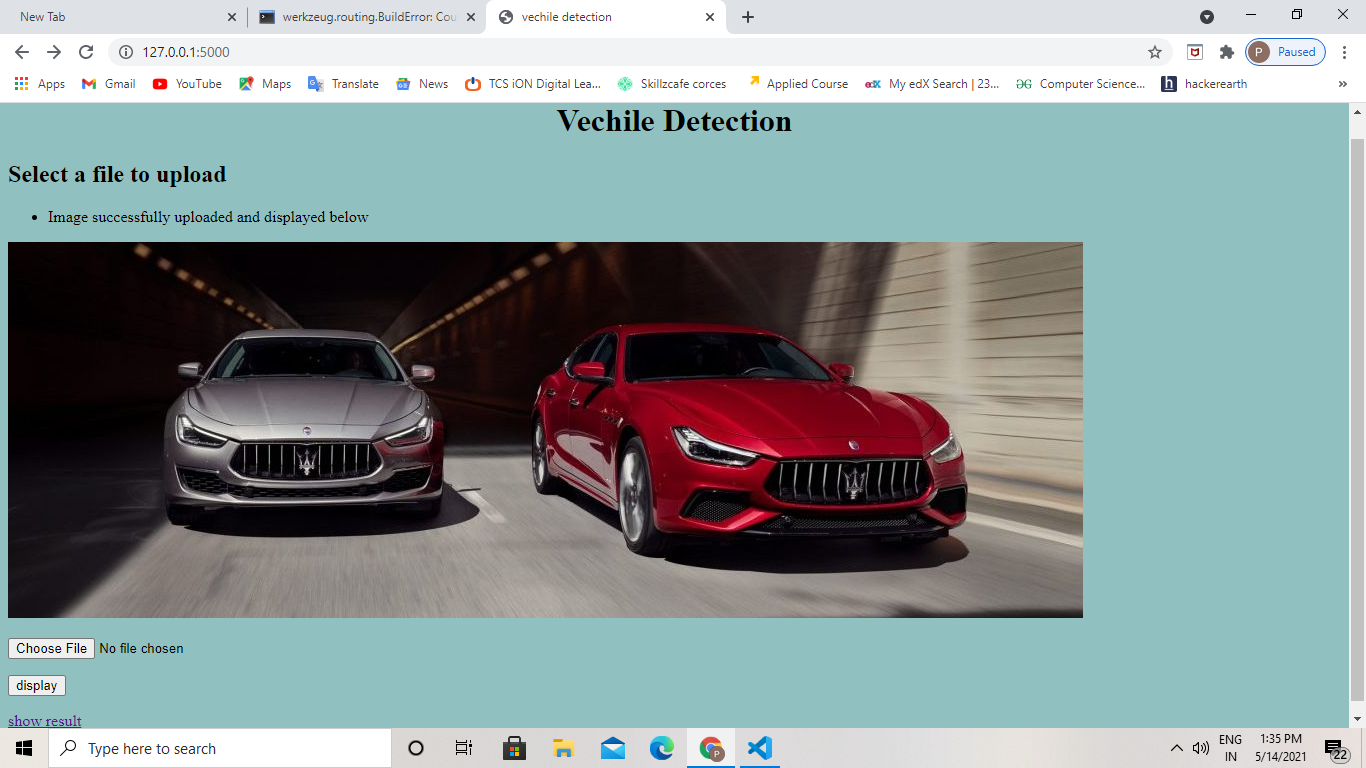 New Tab
werkzeug.routing.BuildError: Cou
vechile detection
127.0.0.1:5000
P
Paused
Apps
Gmail
YouTube
Maps
Translate
News
TCS iON Digital Lea...
Skillzcafe corces
Applied Course
edX
My edX Search | 23...
Computer Science...
h
hackerearth
»
Vechile Detection
Select a file to upload
• Image successfully uploaded and displayed below
Choose File No file chosen
display
show result
Type here to search
P
ENG
IN
1:35 PM
5/14/2021
22